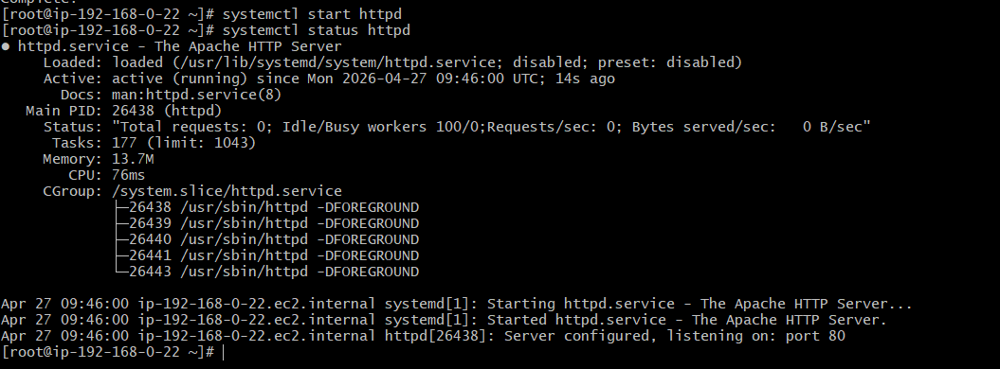 Complete!
[root@ip-192-168-0-22 ~]# systemctl start httpd
[root@ip-192-168-0-22 ~]# systemctl status httpd
● httpd.service - The Apache HTTP Server
     Loaded: loaded (/usr/lib/systemd/system/httpd.service; disabled; preset: disabled)
     Active: active (running) since Mon 2026-04-27 09:46:00 UTC; 14s ago
       Docs: man:httpd.service(8)
   Main PID: 26438 (httpd)
     Status: "Total requests: 0; Idle/Busy workers 100/0;Requests/sec: 0; Bytes served/sec:   0 B/sec"
      Tasks: 177 (limit: 1043)
     Memory: 13.7M
        CPU: 76ms
     CGroup: /system.slice/httpd.service
             ├─26438 /usr/sbin/httpd -DFOREGROUND
             ├─26439 /usr/sbin/httpd -DFOREGROUND
             ├─26440 /usr/sbin/httpd -DFOREGROUND
             ├─26441 /usr/sbin/httpd -DFOREGROUND
             └─26443 /usr/sbin/httpd -DFOREGROUND

Apr 27 09:46:00 ip-192-168-0-22.ec2.internal systemd[1]: Starting httpd.service - The Apache HTTP Server...
Apr 27 09:46:00 ip-192-168-0-22.ec2.internal systemd[1]: Started httpd.service - The Apache HTTP Server.
Apr 27 09:46:00 ip-192-168-0-22.ec2.internal httpd[26438]: Server configured, listening on: port 80
[root@ip-192-168-0-22 ~]#